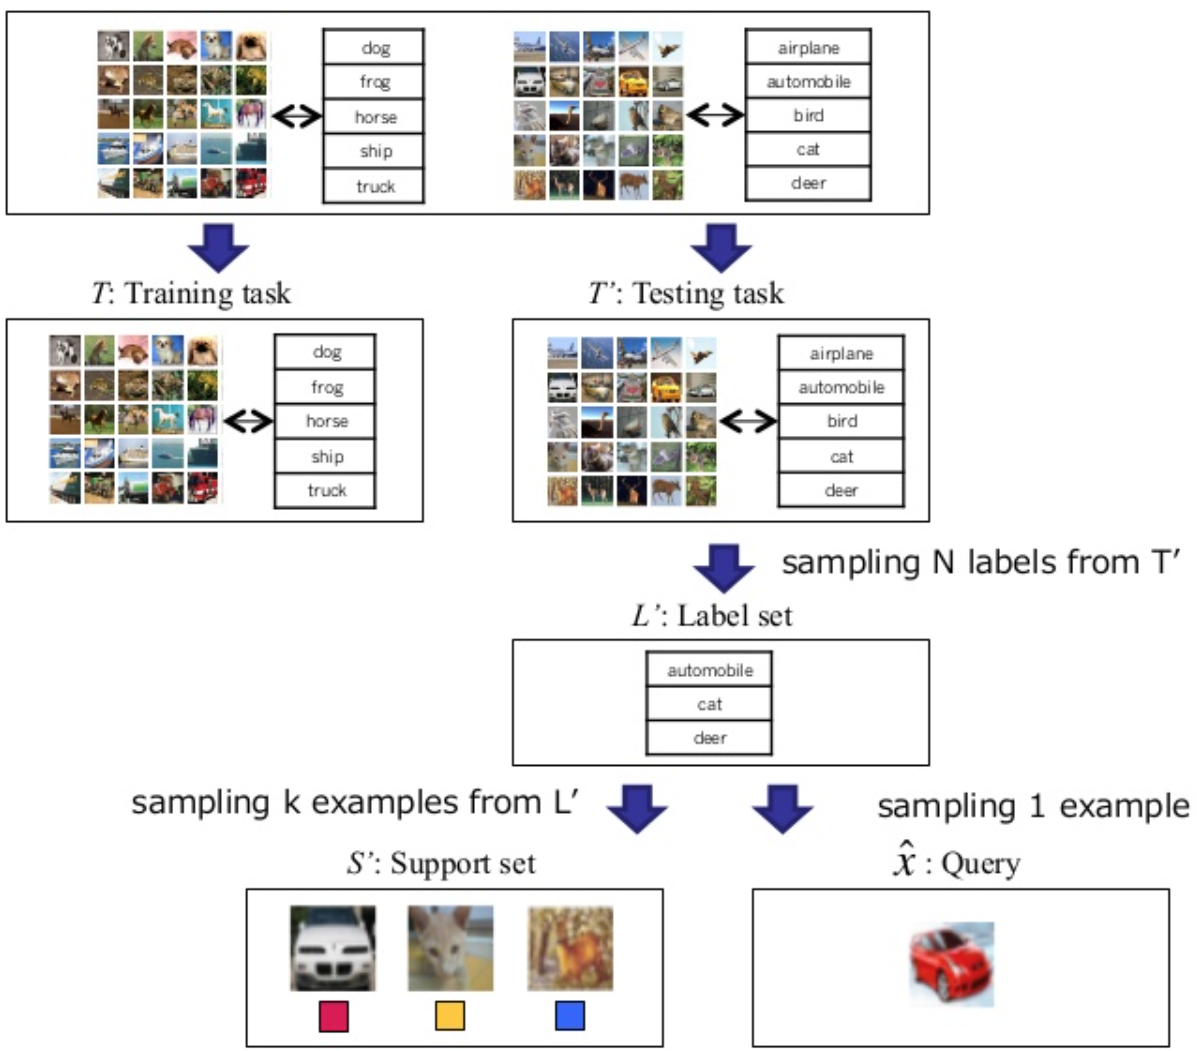 dog
frog
horse
ship
truck
airplane
automobile
bird
cat
deer
T: Training task
T’: Testing task
dog
frog
horse
ship
truck
airplane
automobile
bird
cat
deer
sampling N labels from T’
L’: Label set
automobile
cat
deer
sampling k examples from L’
sampling 1 example
S’: Support set
x̂ : Query